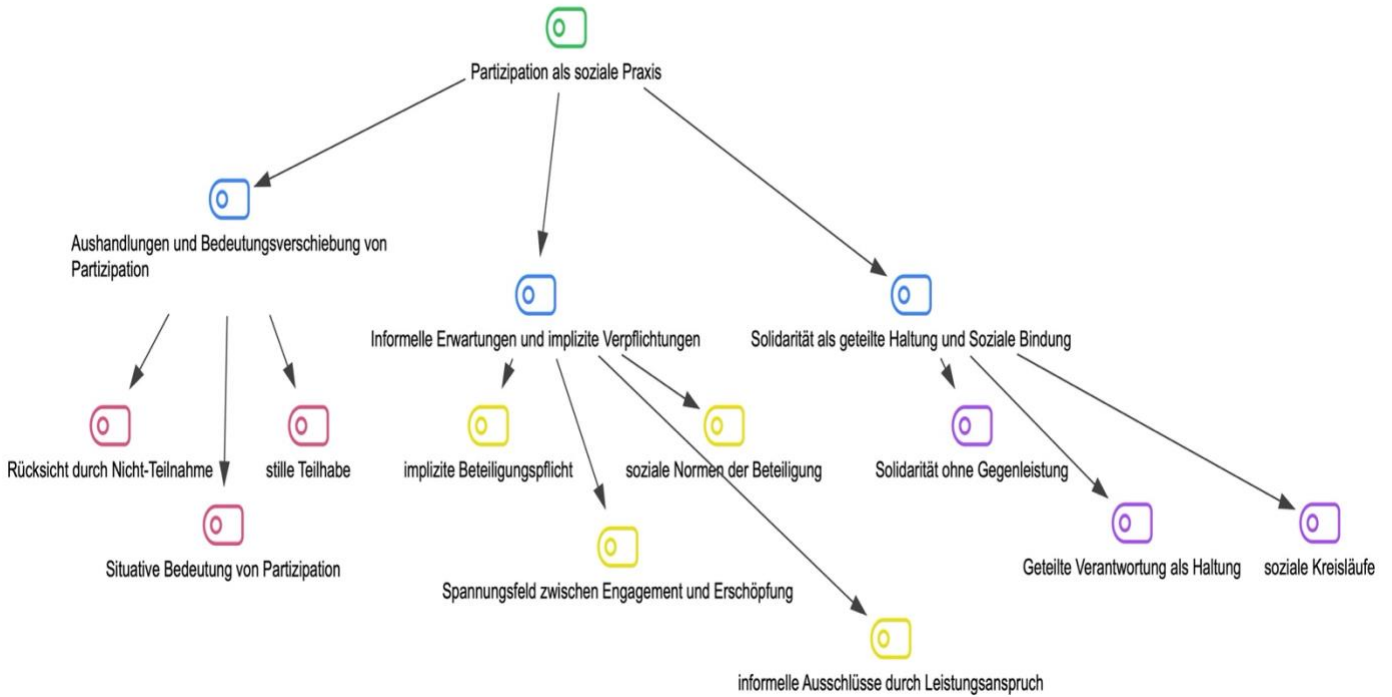 Partizipation als soziale Praxis
Aushandlungen und Bedeutungsverschiebung von
Partizipation
Informelle Erwartungen und implizite Verpflichtungen
Solidarität als geteilte Haltung und Soziale Bindung
Rücksicht durch Nicht-Teilnahme
stille Teilhabe
implizite Beteiligungspflicht
soziale Normen der Beteiligung
Solidarität ohne Gegenleistung
Situative Bedeutung von Partizipation
Spannungsfeld zwischen Engagement und Erschöpfung
Geteilte Verantwortung als Haltung
soziale Kreisläufe
informelle Ausschlüsse durch Leistungsanspruch